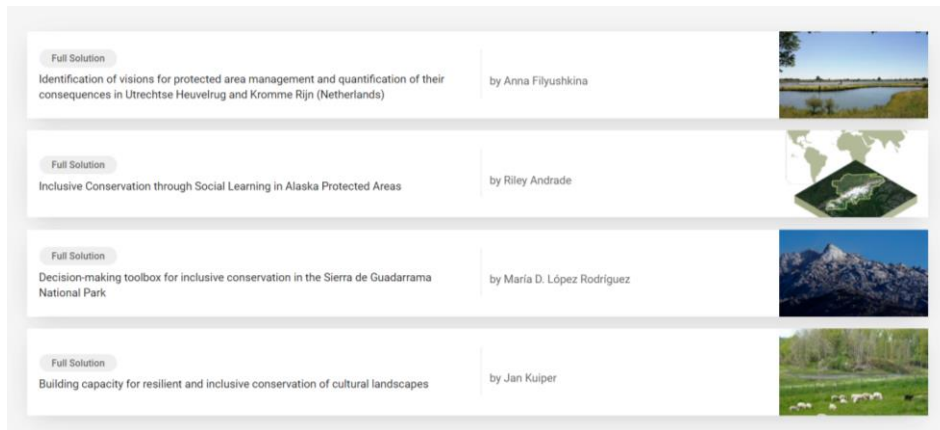 Full Solution
Identification of visions for protected area management and quantification of their
consequences in Utrechtse Heuvelrug and Kromme Rijn (Netherlands)
by Anna Filyushkina
Full Solution
Inclusive Conservation through Social Learning in Alaska Protected Areas
by Riley Andrade
Full Solution
Decision-making toolbox for inclusive conservation in the Sierra de Guadarrama
National Park
by María D. López Rodríguez
Full Solution
Building capacity for resilient and inclusive conservation of cultural landscapes
by Jan Kuiper